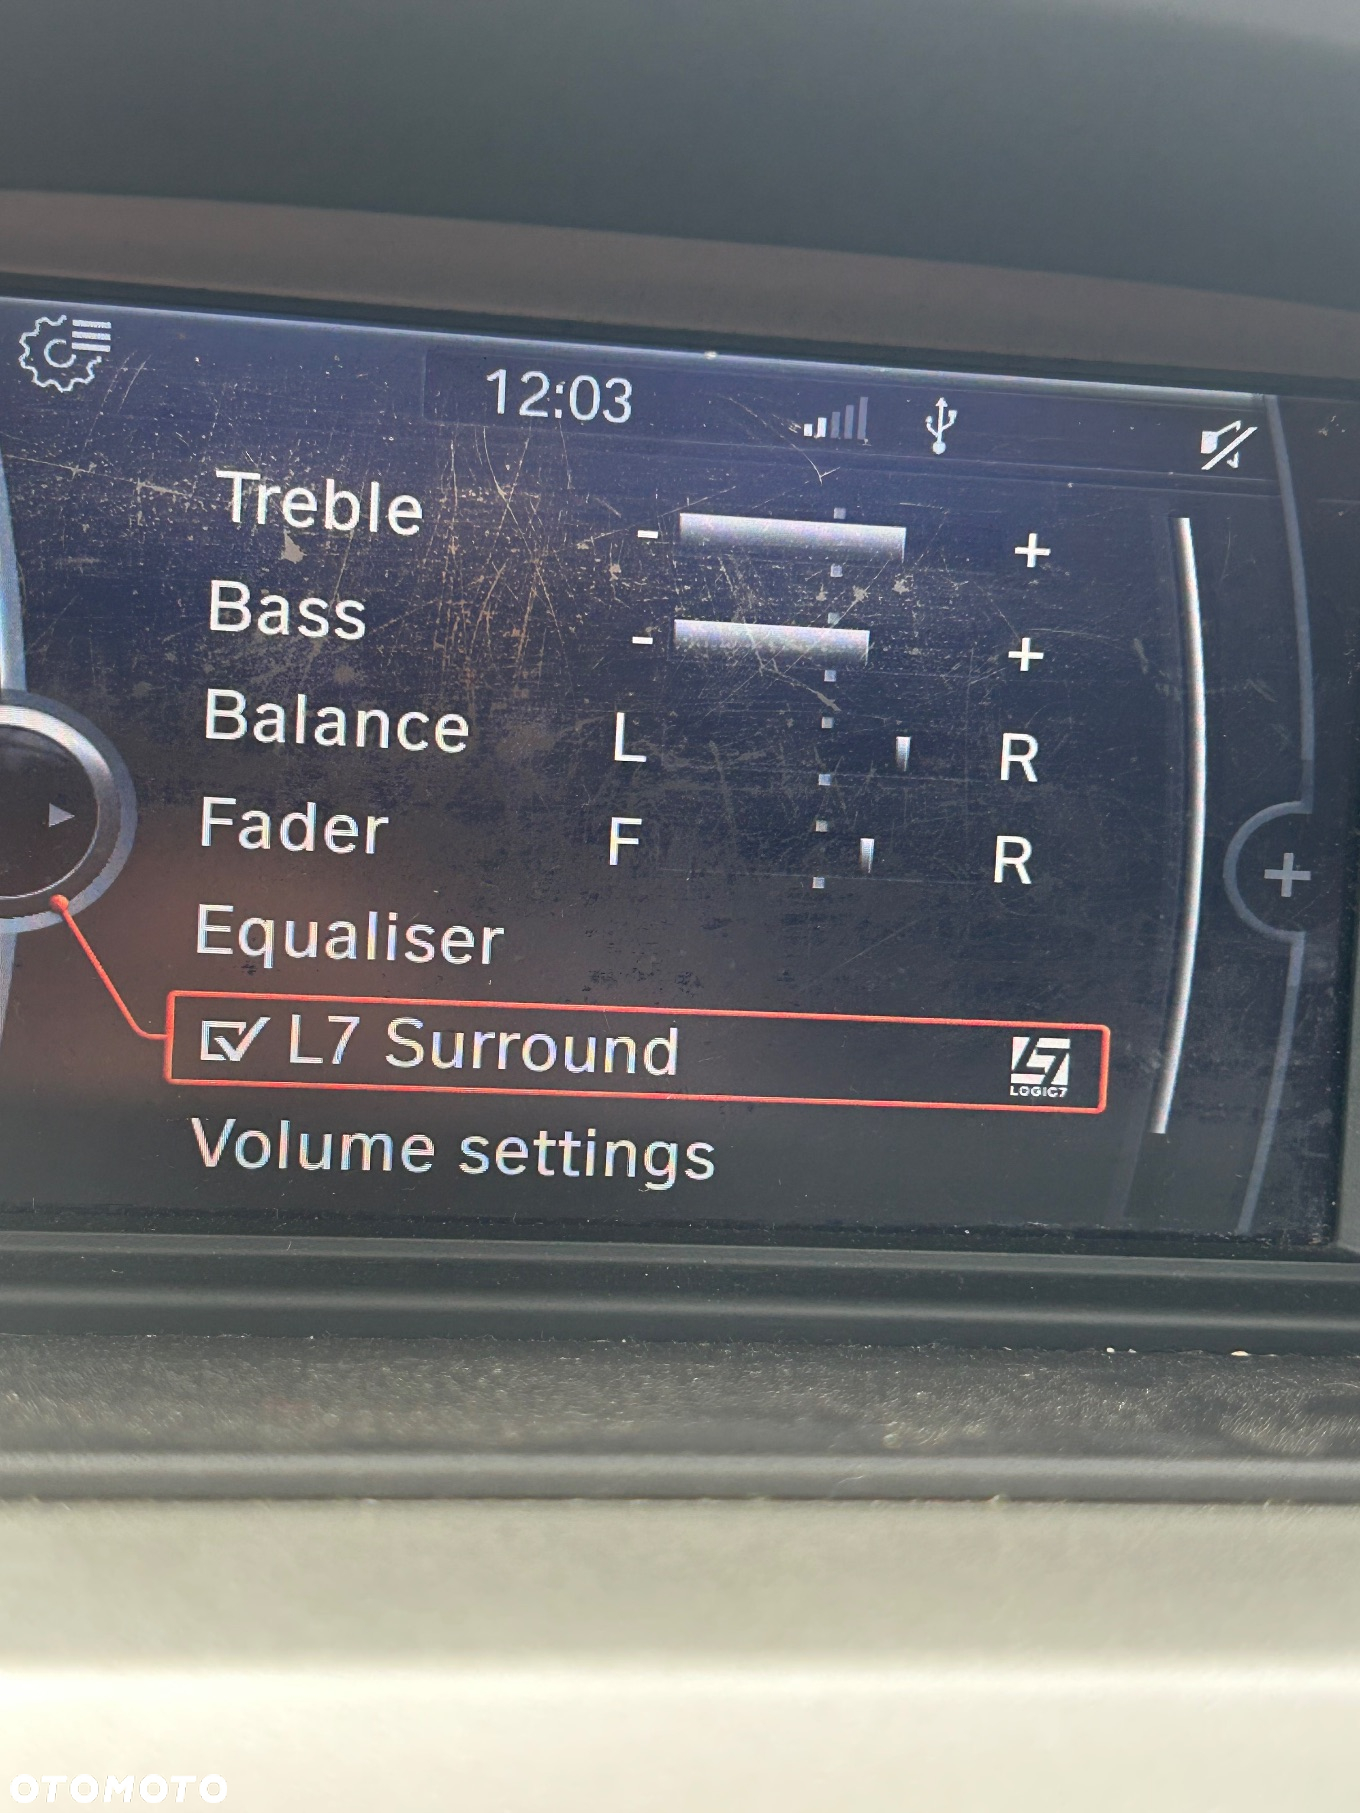 12:03
Treble - +
Bass - +
Balance L R
Fader F R
Equaliser
L7 Surround L7 LOGIC7
Volume settings
OTOMOTO